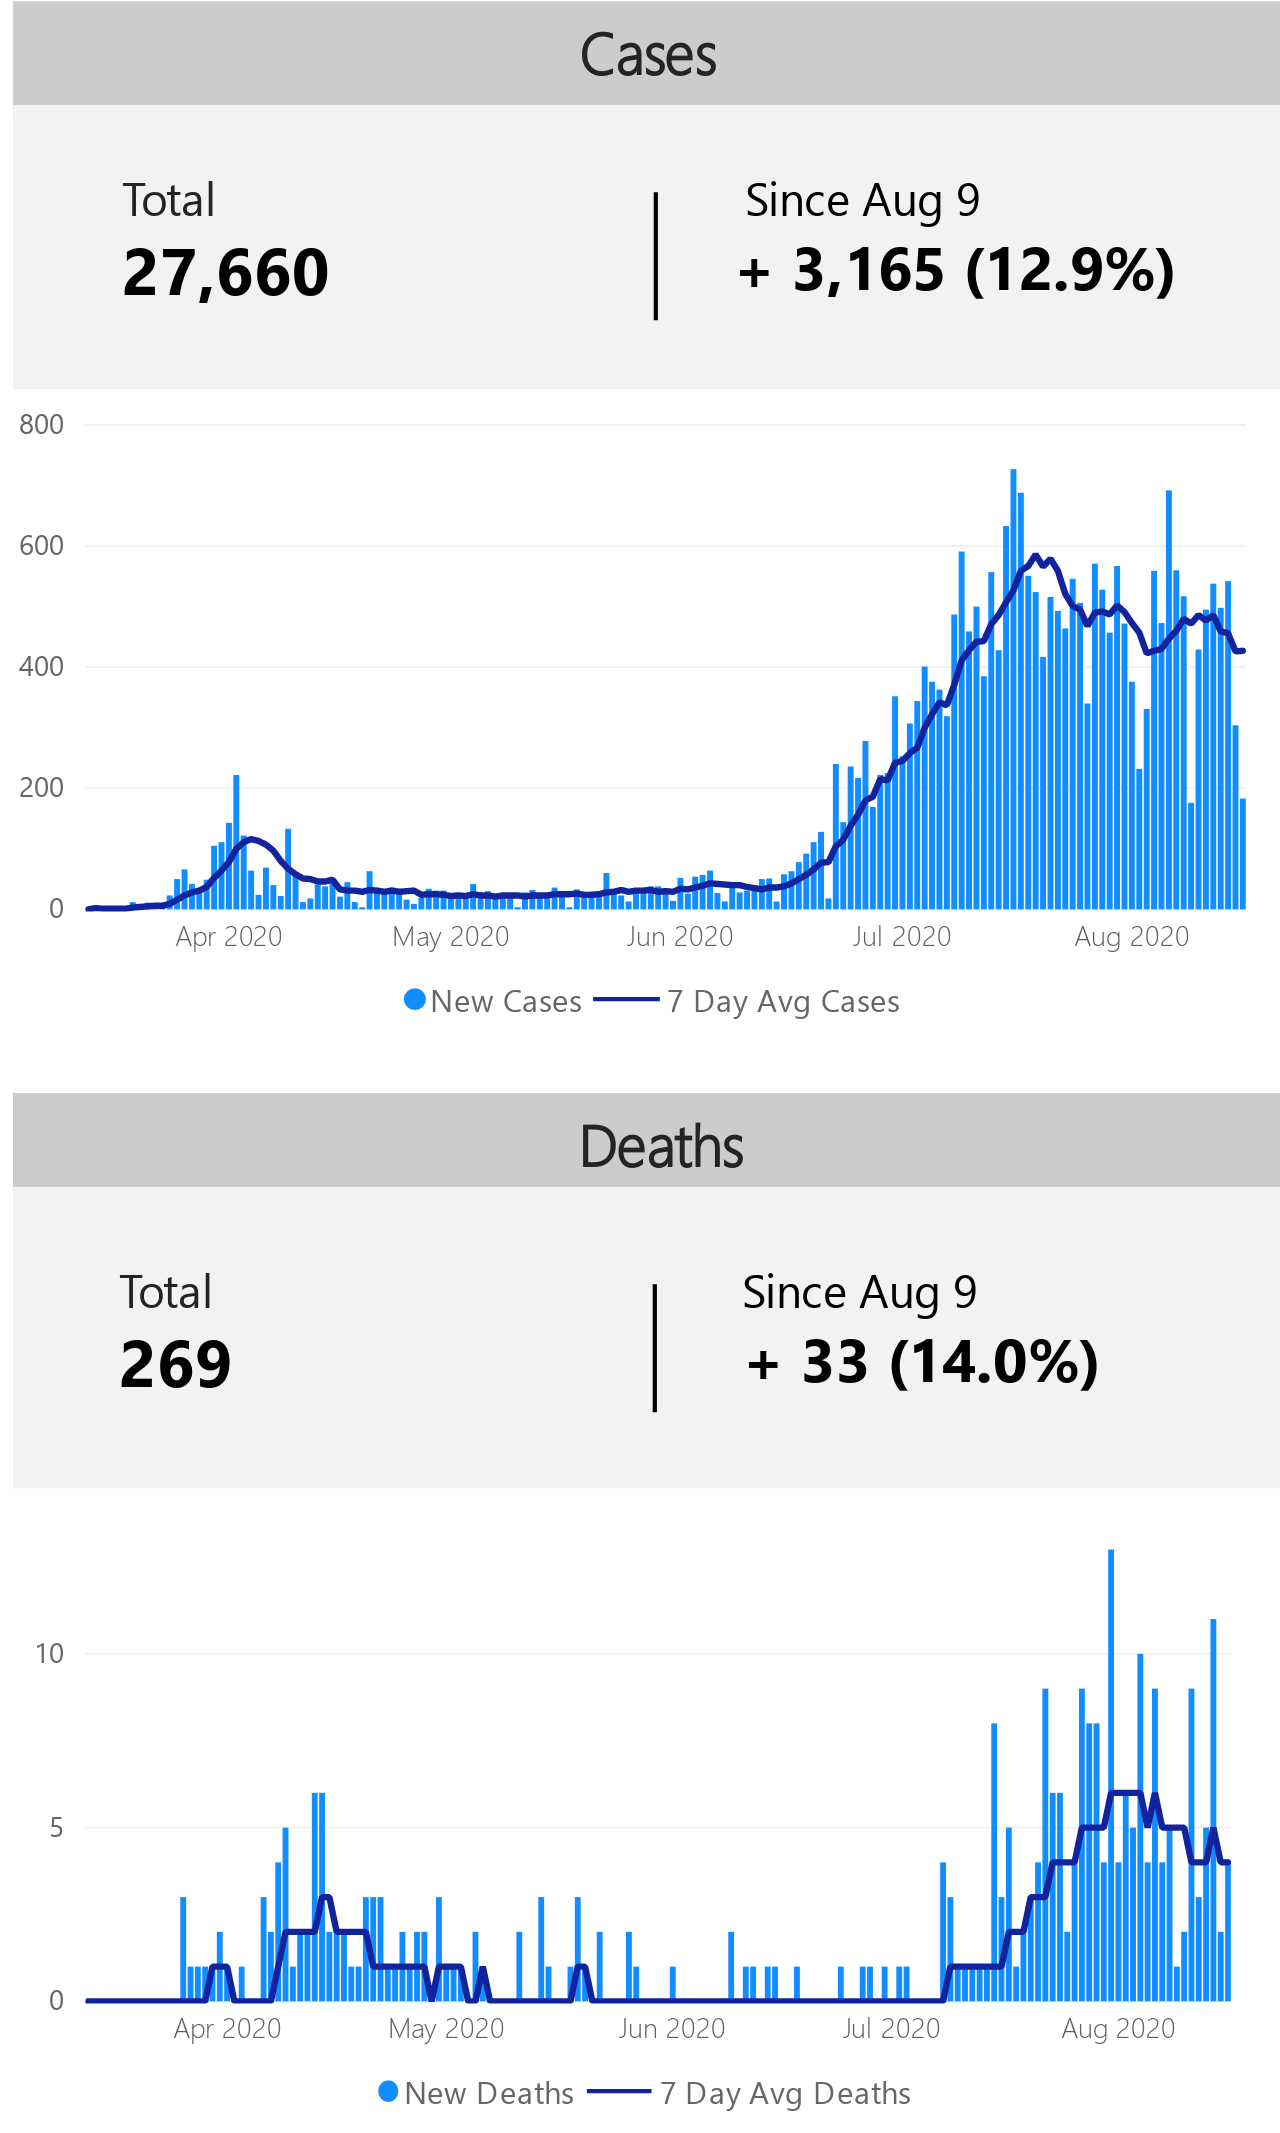 Cases
Total
27,660
Since Aug 9
+ 3,165 (12.9%)
800
600
400
200
0
Apr 2020 May 2020 Jun 2020 Jul 2020 Aug 2020
New Cases 7 Day Avg Cases
Deaths
Total
269
Since Aug 9
+ 33 (14.0%)
10
5
0
Apr 2020 May 2020 Jun 2020 Jul 2020 Aug 2020
New Deaths 7 Day Avg Deaths